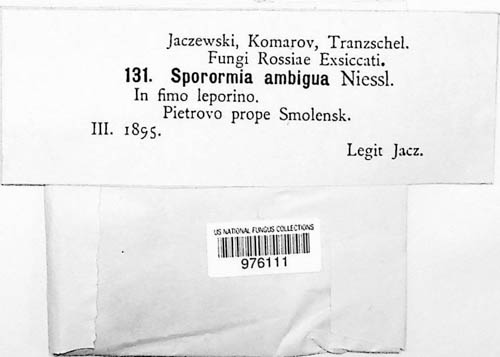 Jaczewski, Komarov, Tranzschel.
Fungi Rossiae Exsiccati.
131. Sporormia ambigua Niessl.
In fimo leporino.
Pietrovo prope Smolensk.
III. 1895.
Legit Jacz.
US NATIONAL FUNGUS COLLECTIONS
976111